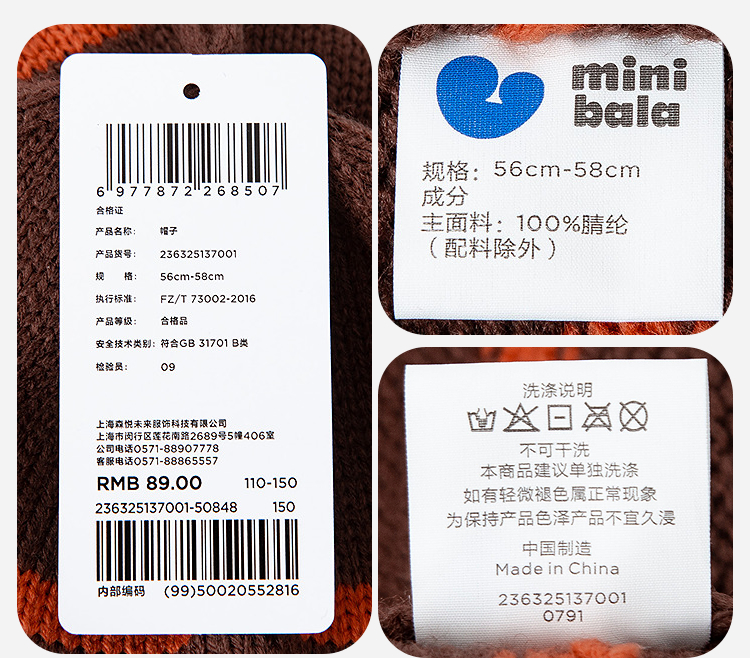 6 977872 268507
合格证
产品名称： 帽子
产品货号： 236325137001
规 格： 56cm-58cm
执行标准： FZ/T 73002-2016
产品等级： 合格品
安全技术类别：符合GB 31701 B类
检验员： 09
上海森悦未来服饰科技有限公司
上海市闵行区莲花南路2689号5幢406室
公司电话0571-88907778
客服电话0571-88865557
RMB 89.00 110-150
236325137001-50848 150
内部编码 (99)50020552816
mini
bala
规格：56cm-58cm
成分
主面料：100%腈纶
（配料除外）
洗涤说明
不可干洗
本商品建议单独洗涤
如有轻微褪色属正常现象
为保持产品色泽产品不宜久浸
中国制造
Made in China
236325137001
0791